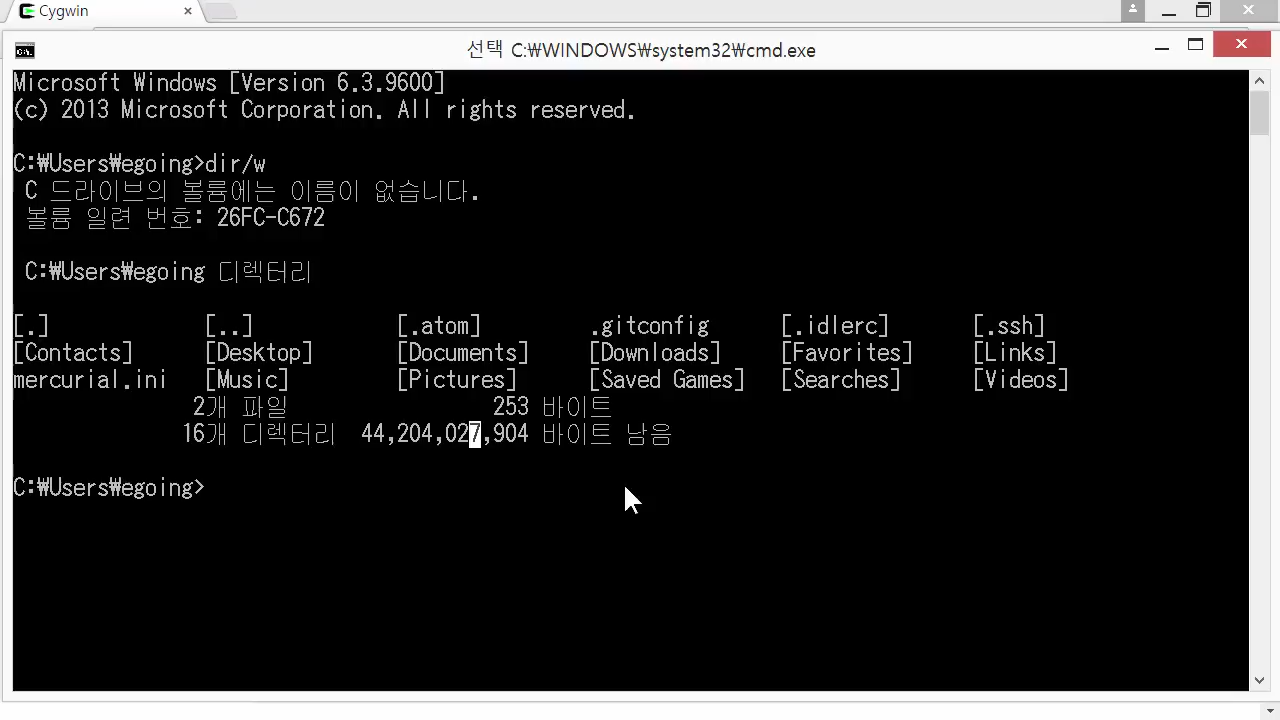 Cygwin
선택 C:₩WINDOWS₩system32₩cmd.exe
Microsoft Windows [Version 6.3.9600]
(c) 2013 Microsoft Corporation. All rights reserved.
C:₩Users₩egoing>dir/w
C 드라이브의 볼륨에는 이름이 없습니다.
볼륨 일련 번호: 26FC-C672
C:₩Users₩egoing 디렉터리
[.] [..] [.atom] .gitconfig [.idlerc] [.ssh]
[Contacts] [Desktop] [Documents] [Downloads] [Favorites] [Links]
mercurial.ini [Music] [Pictures] [Saved Games] [Searches] [Videos]
2개 파일 253 바이트
16개 디렉터리 44,204,027,904 바이트 남음
C:₩Users₩egoing>